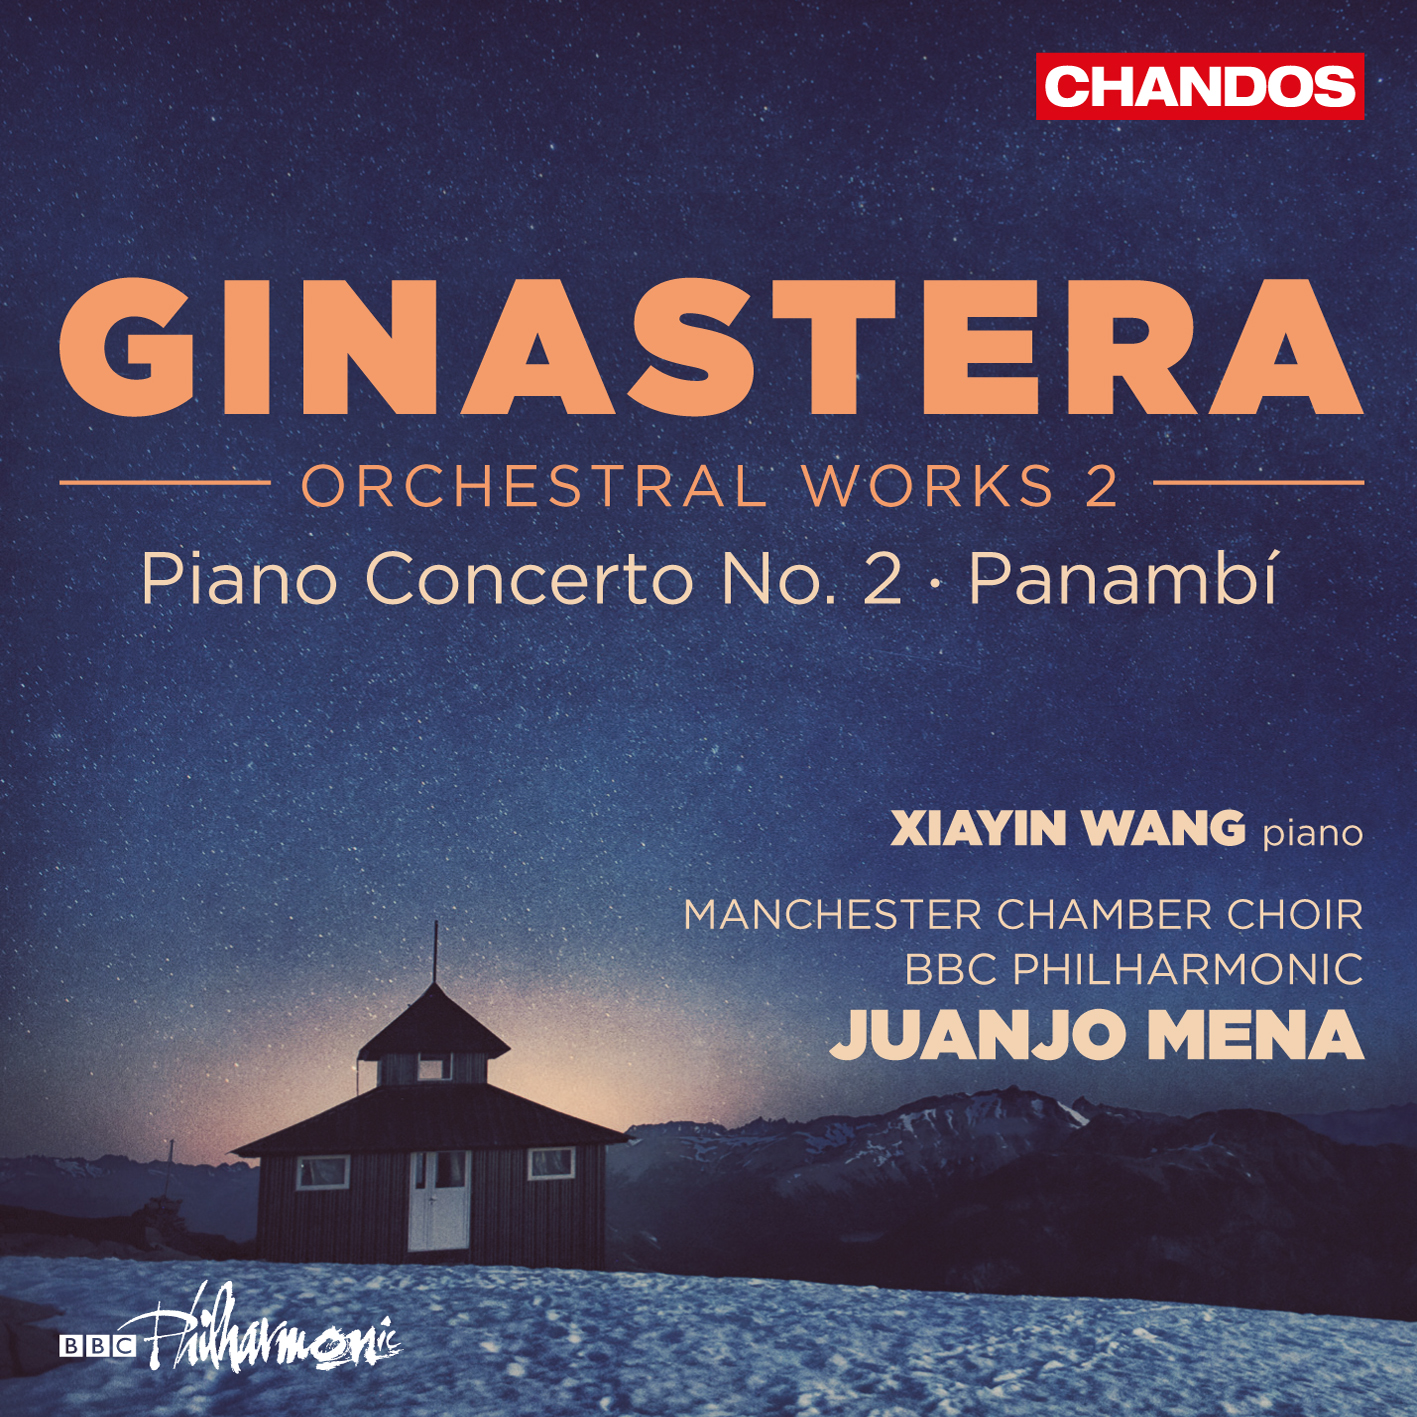 CHANDOS
GINASTERA
ORCHESTRAL WORKS 2
Piano Concerto No. 2 · Panambí
XIAYIN WANG piano
MANCHESTER CHAMBER CHOIR
BBC PHILHARMONIC
JUANJO MENA
BBC Philharmonic